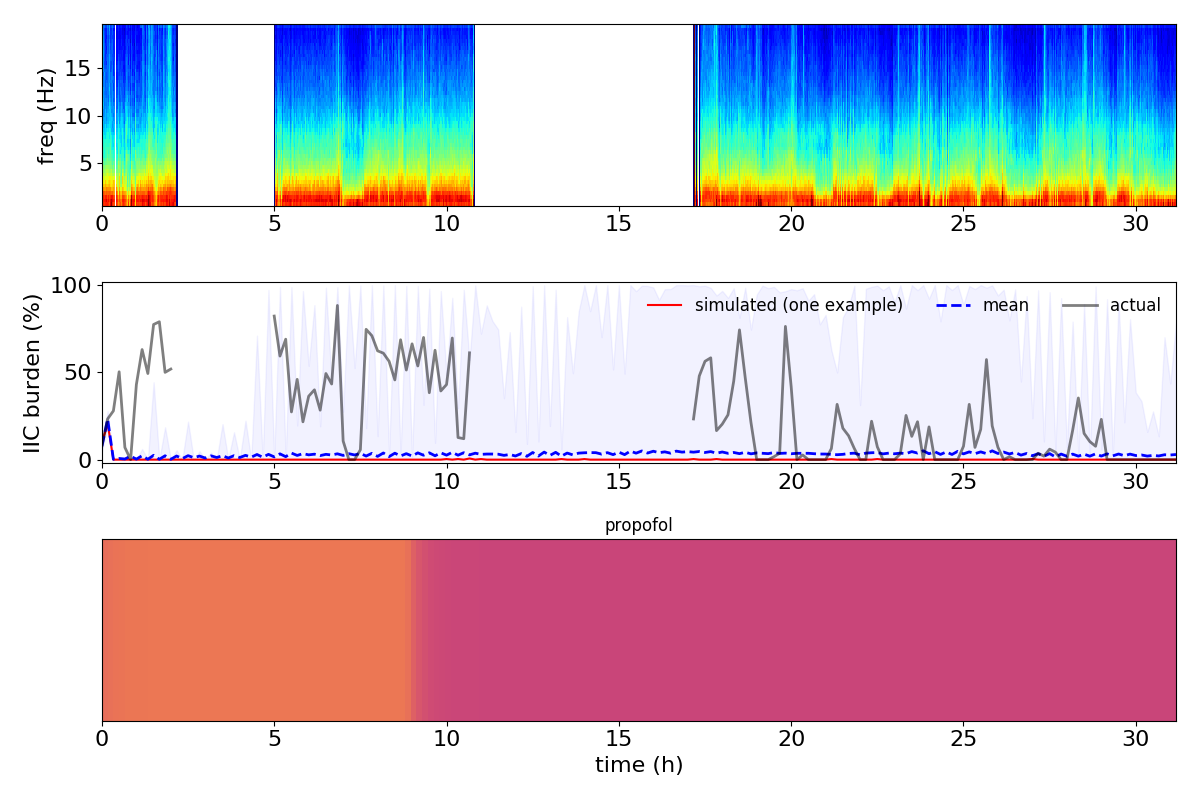 freq (Hz)
15
10
5
0 5 10 15 20 25 30
IIC burden (%)
100
50
0
simulated (one example) mean actual
0 5 10 15 20 25 30
propofol
0 5 10 15 20 25 30
time (h)